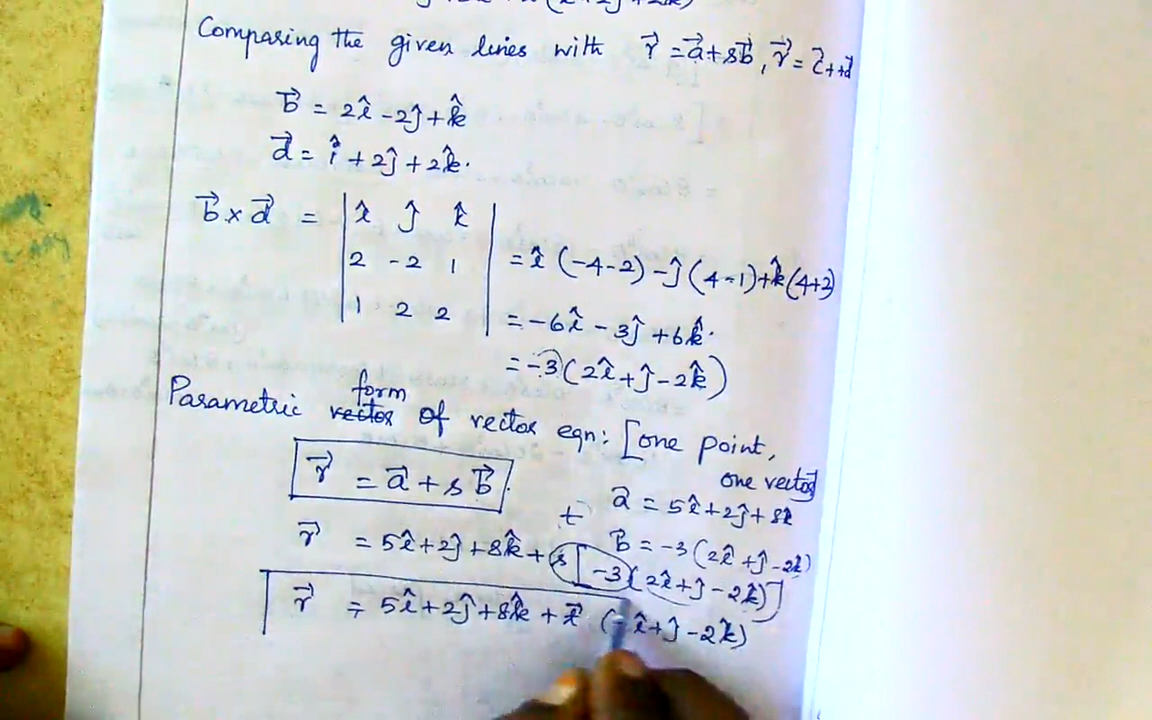 Comparing the given lines with r⃗ = a⃗ + sb⃗, r⃗ = c⃗ + td⃗
b⃗ = 2î - 2ĵ + k̂
d⃗ = î + 2ĵ + 2k̂.
b⃗ × d⃗ = | î ĵ k̂ |
| 2 -2 1 | = î (-4-2) - ĵ (4-1) + k̂ (4+2)
| 1 2 2 | = -6î - 3ĵ + 6k̂.
= -3(2î + ĵ - 2k̂)
Parametric form of vector eqn: [one point,
one vector]
r⃗ = a⃗ + s b⃗.
a⃗ = 5î + 2ĵ + 8k̂
t
b⃗ = -3(2î + ĵ - 2k̂)
r⃗ = 5î + 2ĵ + 8k̂ + s[-3(2î + ĵ - 2k̂)]
r⃗ = 5î + 2ĵ + 8k̂ + ( î + ĵ - 2k̂)